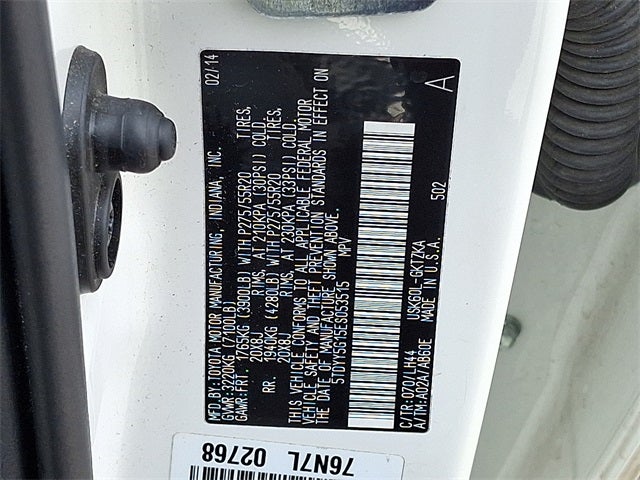 MFD.BY:TOYOTA MOTOR MANUFACTURING, INDIANA, INC. 02/14
GVWR:3220KG (7100LB)
GAWR:FRT. 1765KG (3900LB) WITH P275/55R20 TIRES,
20X8J RIMS, AT 210KPA (30PSI) COLD.
RR. 1940KG (4280LB) WITH P275/55R20 TIRES,
20X8J RIMS, AT 230KPA (33PSI) COLD.
THIS VEHICLE CONFORMS TO ALL APPLICABLE FEDERAL MOTOR
VEHICLE SAFETY AND THEFT PREVENTION STANDARDS IN EFFECT ON
THE DATE OF MANUFACTURE SHOWN ABOVE.
5TDYY5G15ES053515 MPV
C/TR:070/LH44 USK60L-GKTZKA
A/TM:A02A/AB60E MADE IN U.S.A. 502 A
76N7L 02768